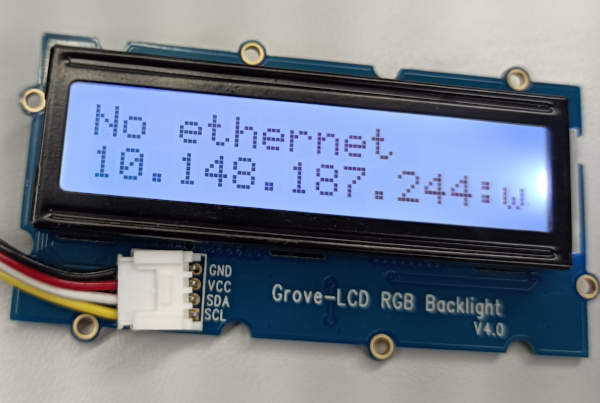 No ethernet
10.148.187.244:w
GND
VCC
SDA
SCL
Grove-LCD RGB Backlight
V4.0